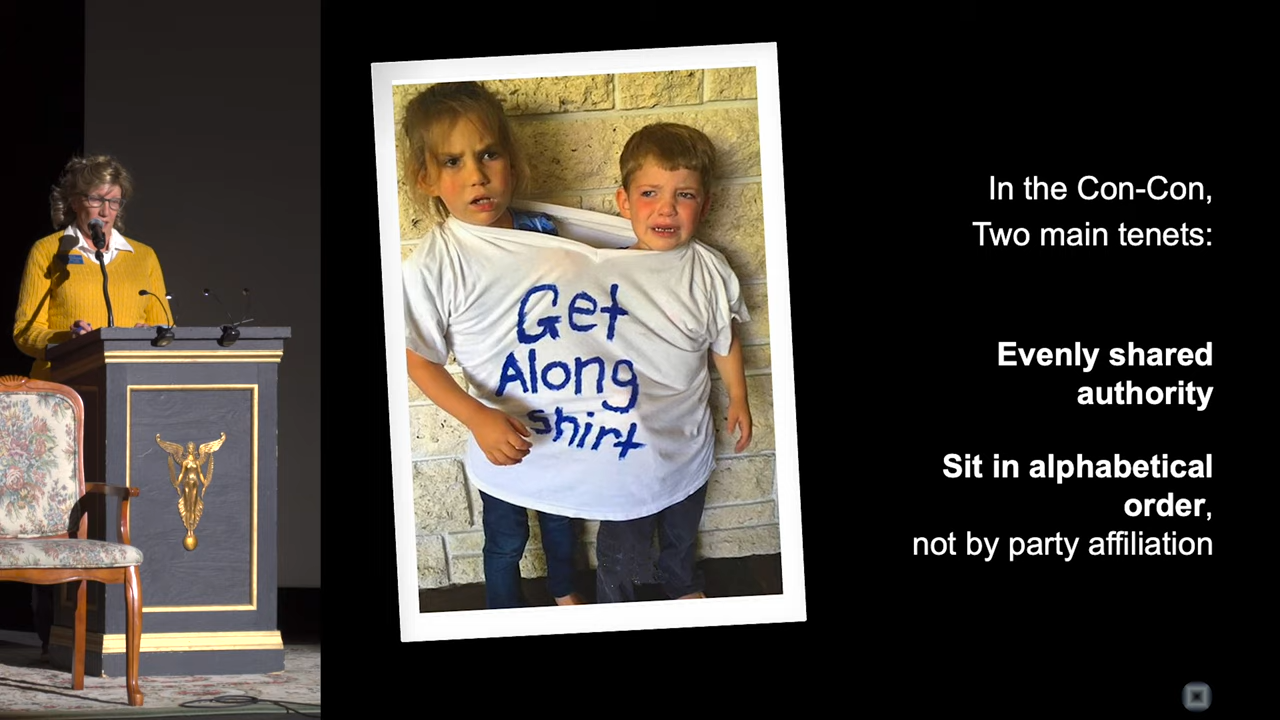 Get
Along
Shirt
In the Con-Con,
Two main tenets:
Evenly shared
authority
Sit in alphabetical
order,
not by party affiliation